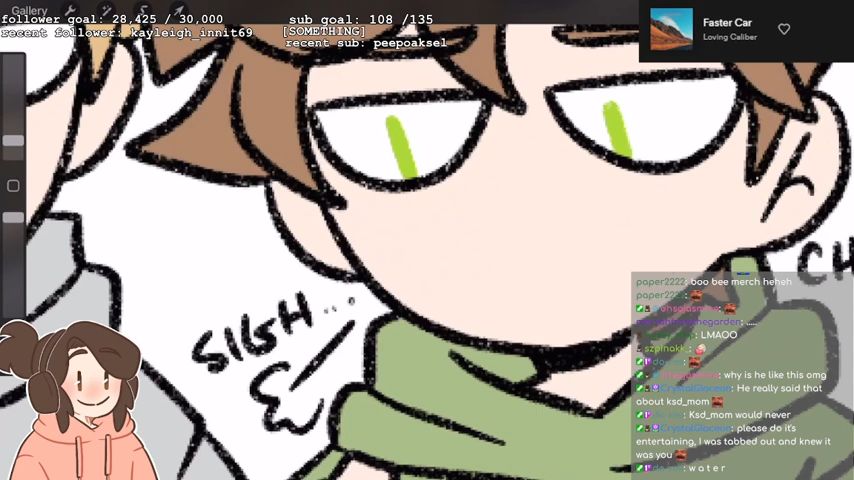 Gallery
follower goal: 28,425 / 30,000
sub goal: 108 /135
recent follower: kayleigh_innit69
[SOMETHING]
recent sub: peepoaksel
Faster Car
Loving Caliber
SIGH...
CH
paper2222: boo bee merch heheh
LMAOO
why is he like this omg
CrystalGlaceon: He really said that
about ksd_mom
Ksd_mom would never
CrystalGlaceon: please do it's
entertaining, I was tabbed out and knew it
was you
w a t e r